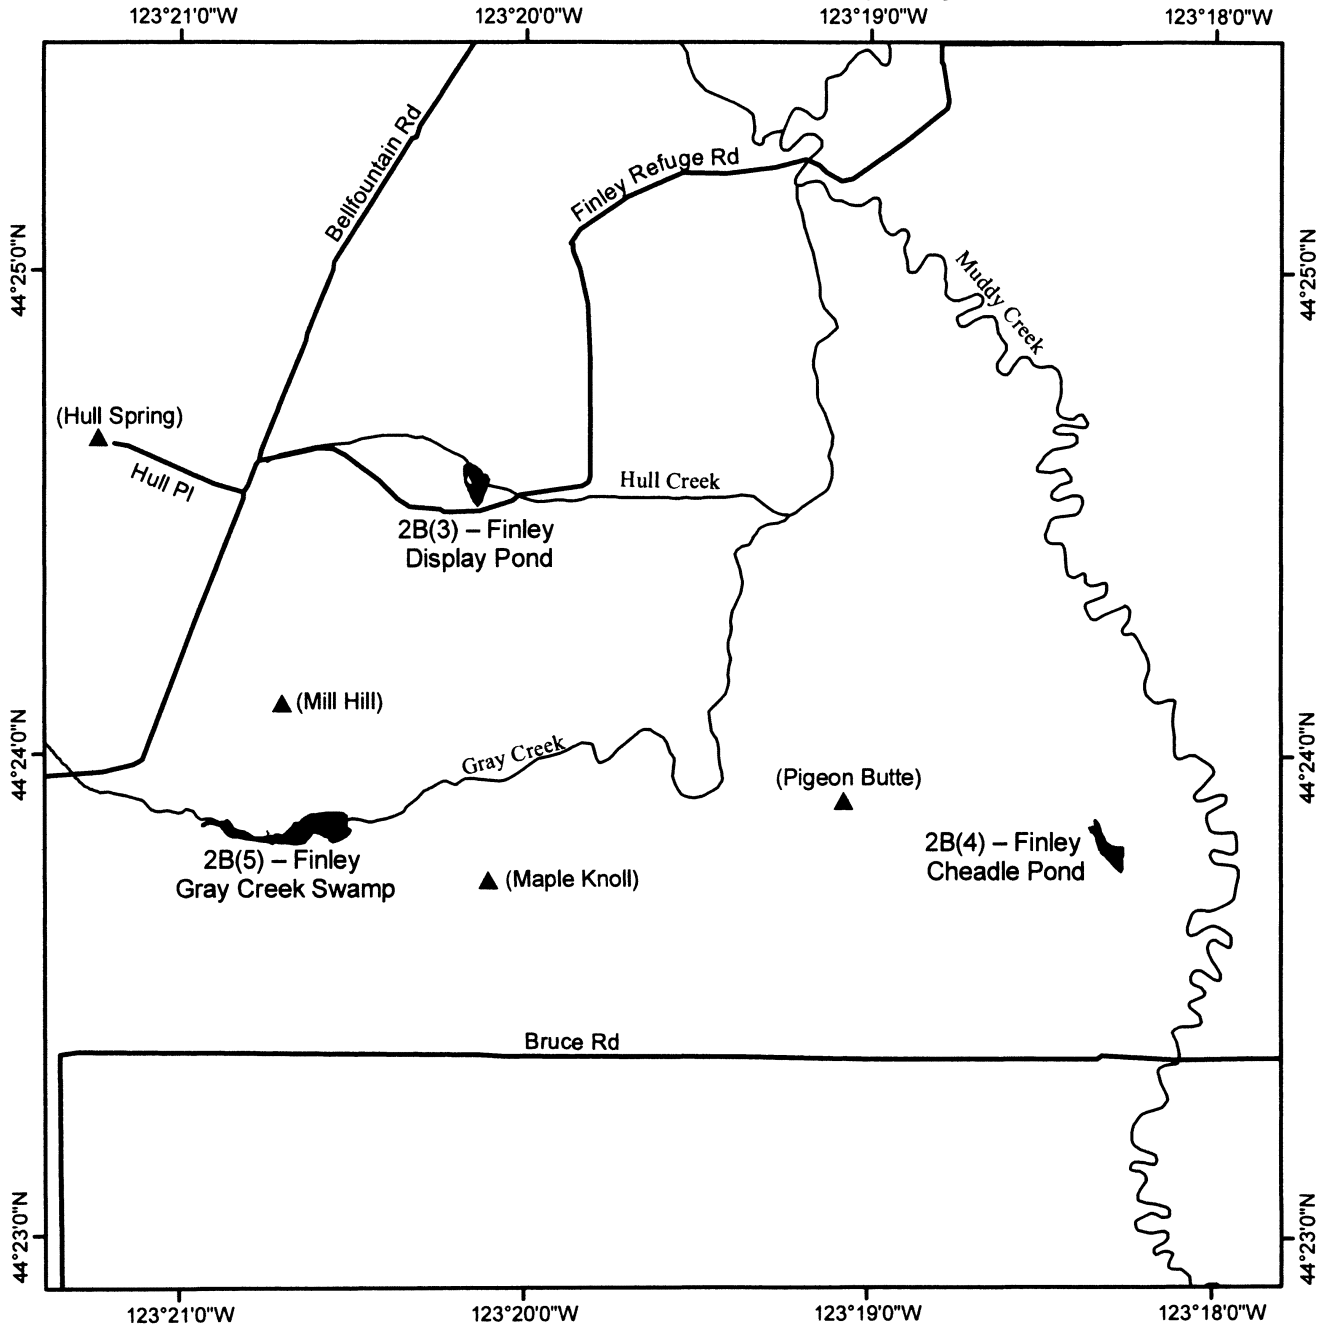 123°21'0"W
123°20'0"W
123°19'0"W
123°18'0"W
Bellfountain Rd
Finley Refuge Rd
44°25'0"N
44°25'0"N
Muddy Creek
(Hull Spring)
Hull Pl
Hull Creek
2B(3) – Finley
Display Pond
(Mill Hill)
44°24'0"N
44°24'0"N
Gray Creek
(Pigeon Butte)
2B(4) – Finley
Cheadle Pond
2B(5) – Finley
Gray Creek Swamp
(Maple Knoll)
Bruce Rd
44°23'0"N
44°23'0"N
123°21'0"W
123°20'0"W
123°19'0"W
123°18'0"W